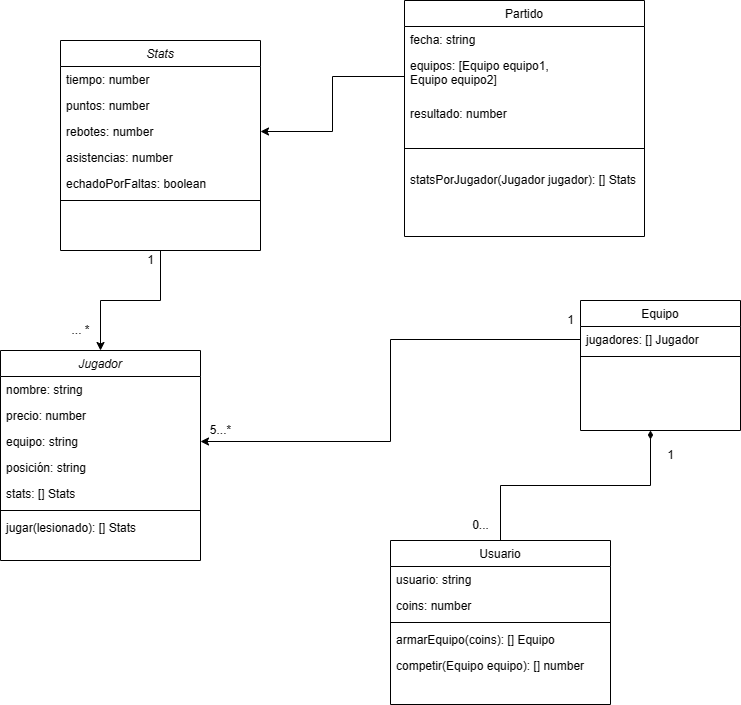 Partido
fecha: string
equipos: [Equipo equipo1,
Equipo equipo2]
resultado: number
statsPorJugador(Jugador jugador): [] Stats
Stats
tiempo: number
puntos: number
rebotes: number
asistencias: number
echadoPorFaltas: boolean
1
... *
Jugador
nombre: string
precio: number
equipo: string
posición: string
stats: [] Stats
jugar(lesionado): [] Stats
5...*
1
Equipo
jugadores: [] Jugador
1
0...
Usuario
usuario: string
coins: number
armarEquipo(coins): [] Equipo
competir(Equipo equipo): [] number